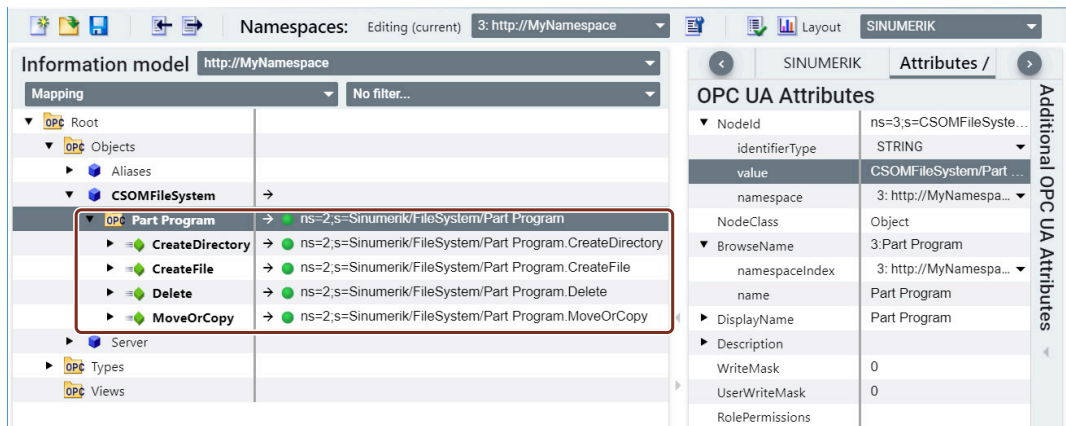 Namespaces: Editing (current) 3: http://MyNamespace Layout SINUMERIK
Information model http://MyNamespace
Mapping No filter...
OPC Root
OPC Objects
Aliases
CSOMFileSystem →
OPC Part Program → ns=2;s=Sinumerik/FileSystem/Part Program
CreateDirectory → ns=2;s=Sinumerik/FileSystem/Part Program.CreateDirectory
CreateFile → ns=2;s=Sinumerik/FileSystem/Part Program.CreateFile
Delete → ns=2;s=Sinumerik/FileSystem/Part Program.Delete
MoveOrCopy → ns=2;s=Sinumerik/FileSystem/Part Program.MoveOrCopy
Server
OPC Types
OPC Views
SINUMERIK Attributes /
OPC UA Attributes
NodeId ns=3;s=CSOMFileSyste...
identifierType STRING
value CSOMFileSystem/Part ...
namespace 3: http://MyNamespa...
NodeClass Object
BrowseName 3:Part Program
namespaceIndex 3: http://MyNamespa...
name Part Program
DisplayName Part Program
Description
WriteMask 0
UserWriteMask 0
RolePermissions
Additional OPC UA Attributes